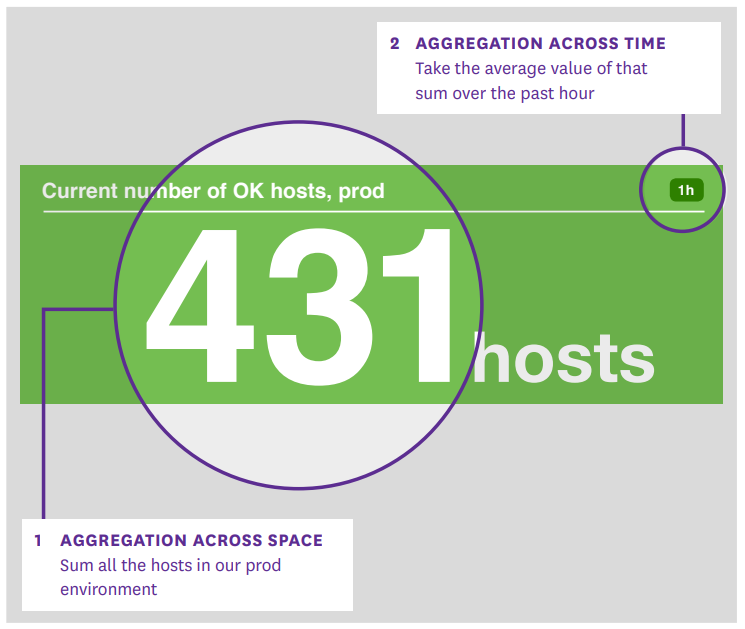 2 AGGREGATION ACROSS TIME
Take the average value of that
sum over the past hour
Current number of OK hosts, prod
1h
431 hosts
1 AGGREGATION ACROSS SPACE
Sum all the hosts in our prod
environment